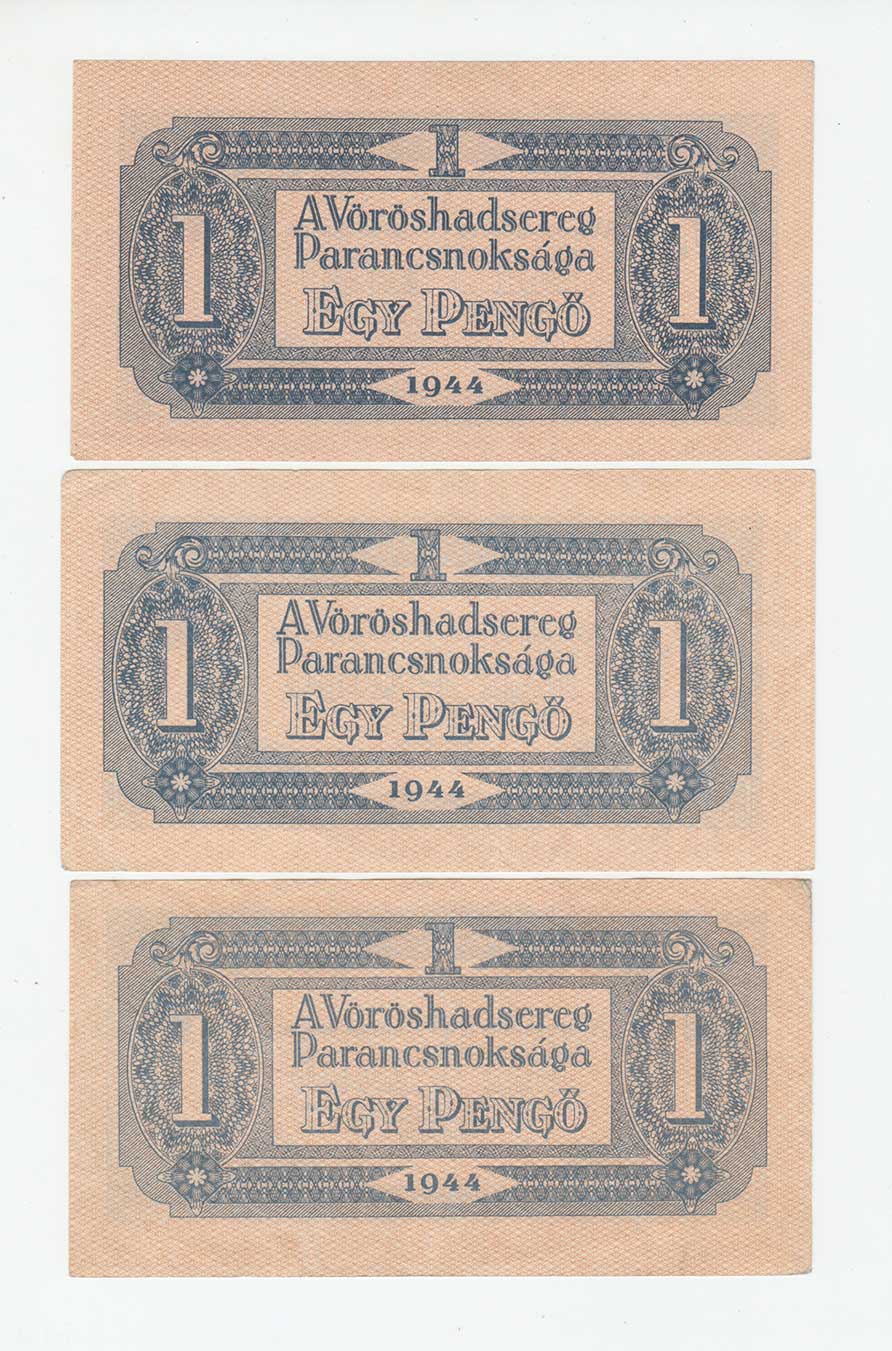 1
A Vöröshadsereg
Parancsnoksága
1 1
EGY PENGŐ
1944
1
A Vöröshadsereg
Parancsnoksága
1 1
EGY PENGŐ
1944
1
A Vöröshadsereg
Parancsnoksága
1 1
EGY PENGŐ
1944